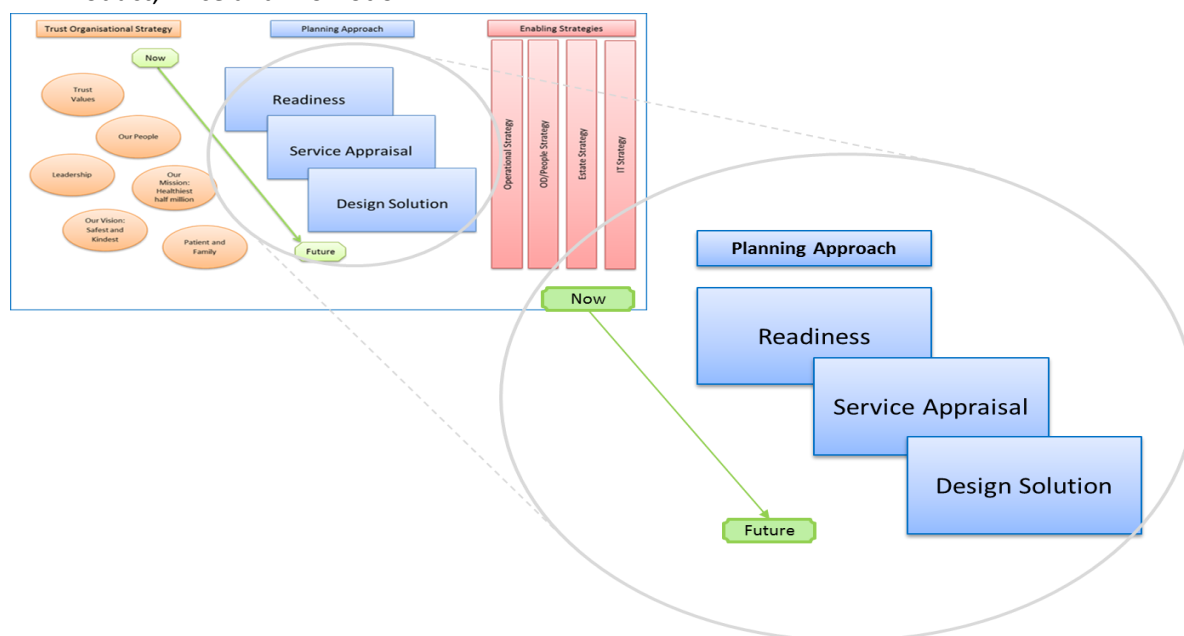 Trust Organisational Strategy
Planning Approach
Enabling Strategies
Now
Trust
Values
Our People
Leadership
Our
Mission:
Healthiest
half million
Our Vision:
Safest and
Kindest
Patient and
Family
Readiness
Service Appraisal
Design Solution
Future
Operational Strategy
OD/People Strategy
Estate Strategy
IT Strategy
Planning Approach
Now
Readiness
Service Appraisal
Design Solution
Future